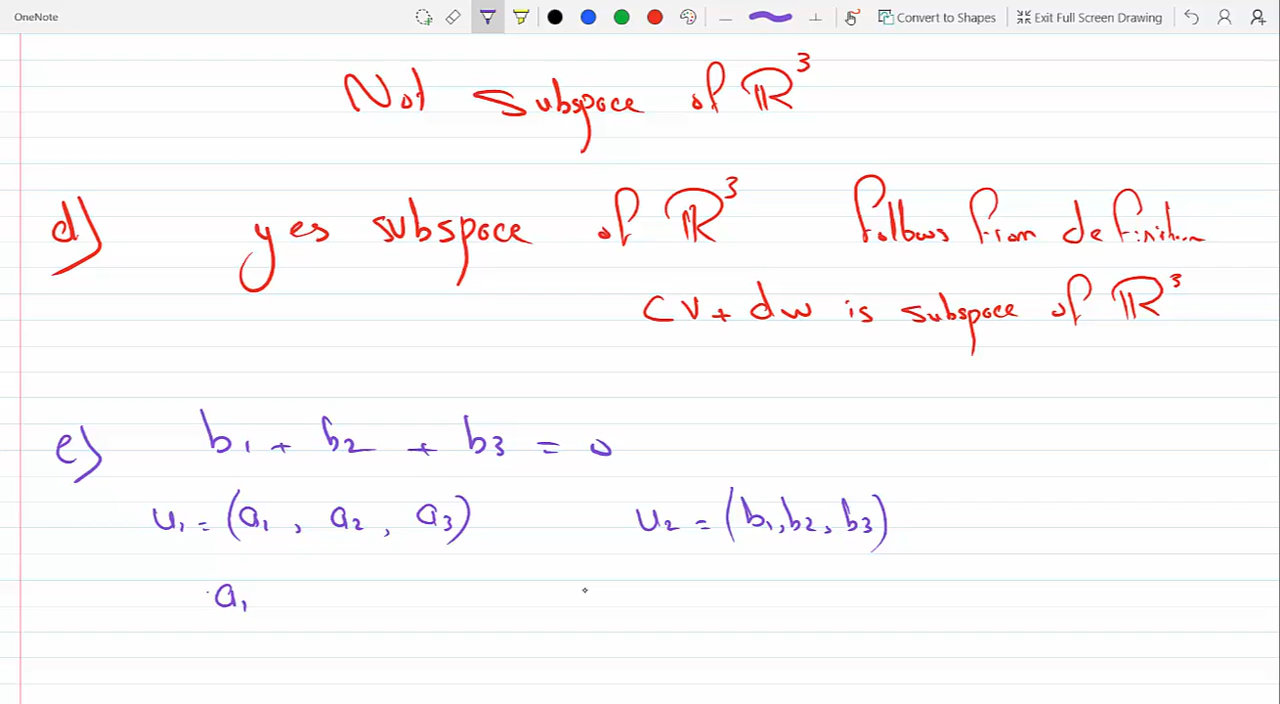 OneNote
Convert to Shapes
Exit Full Screen Drawing
Not subspace of ℝ³
d) yes subspace of ℝ³ follows from definition
cv + dw is subspace of ℝ³
e) b₁ + b₂ + b₃ = 0
u₁ = (a₁, a₂, a₃) u₂ = (b₁, b₂, b₃)
a₁